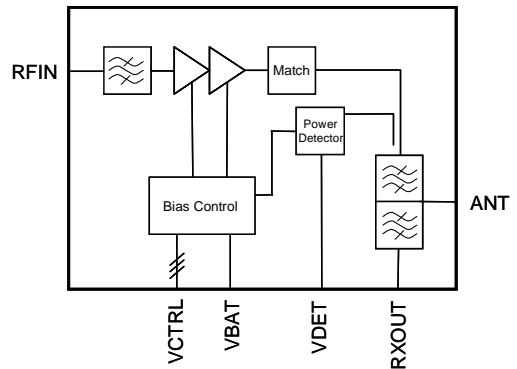 RFIN
Match
Power
Detector
Bias Control
ANT
VCTRL
VBAT
VDET
RXOUT